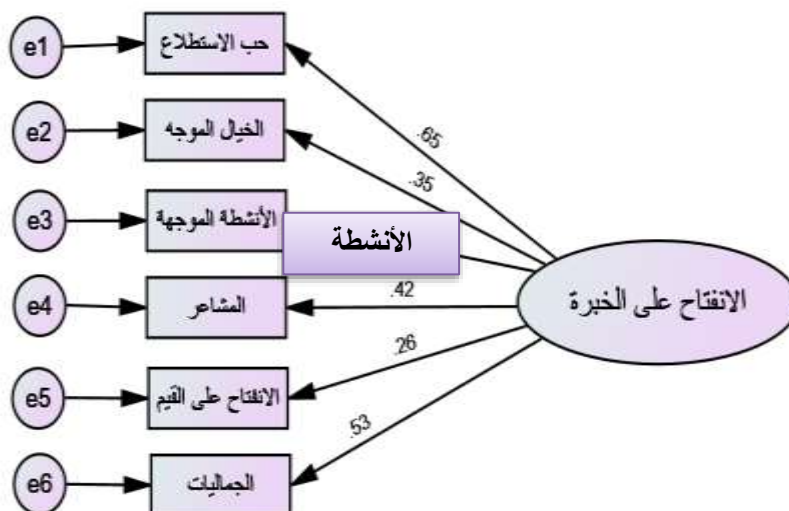 e1
حب الاستطلاع
.65
e2
الخيال الموجه
.35
e3
الأنشطة الموجهة
الأنشطة
e4
المشاعر
.42
الانفتاح على الخبرة
e5
الانفتاح على القيم
.26
e6
الجماليات
.53